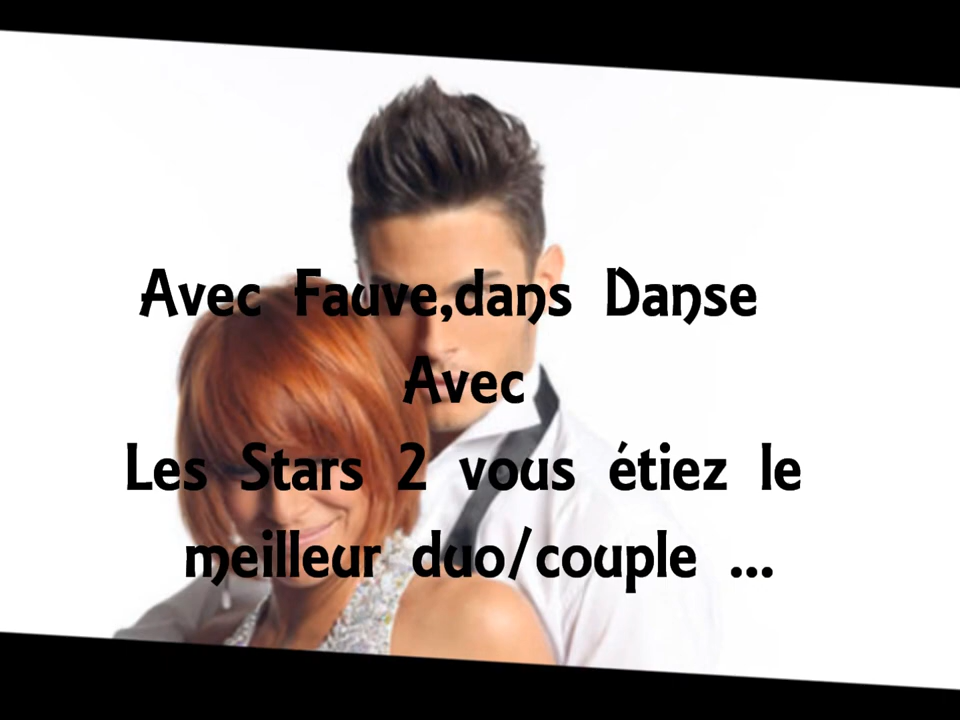 Avec Fauve,dans Danse
Avec
Les Stars 2 vous étiez le
meilleur duo/couple ...